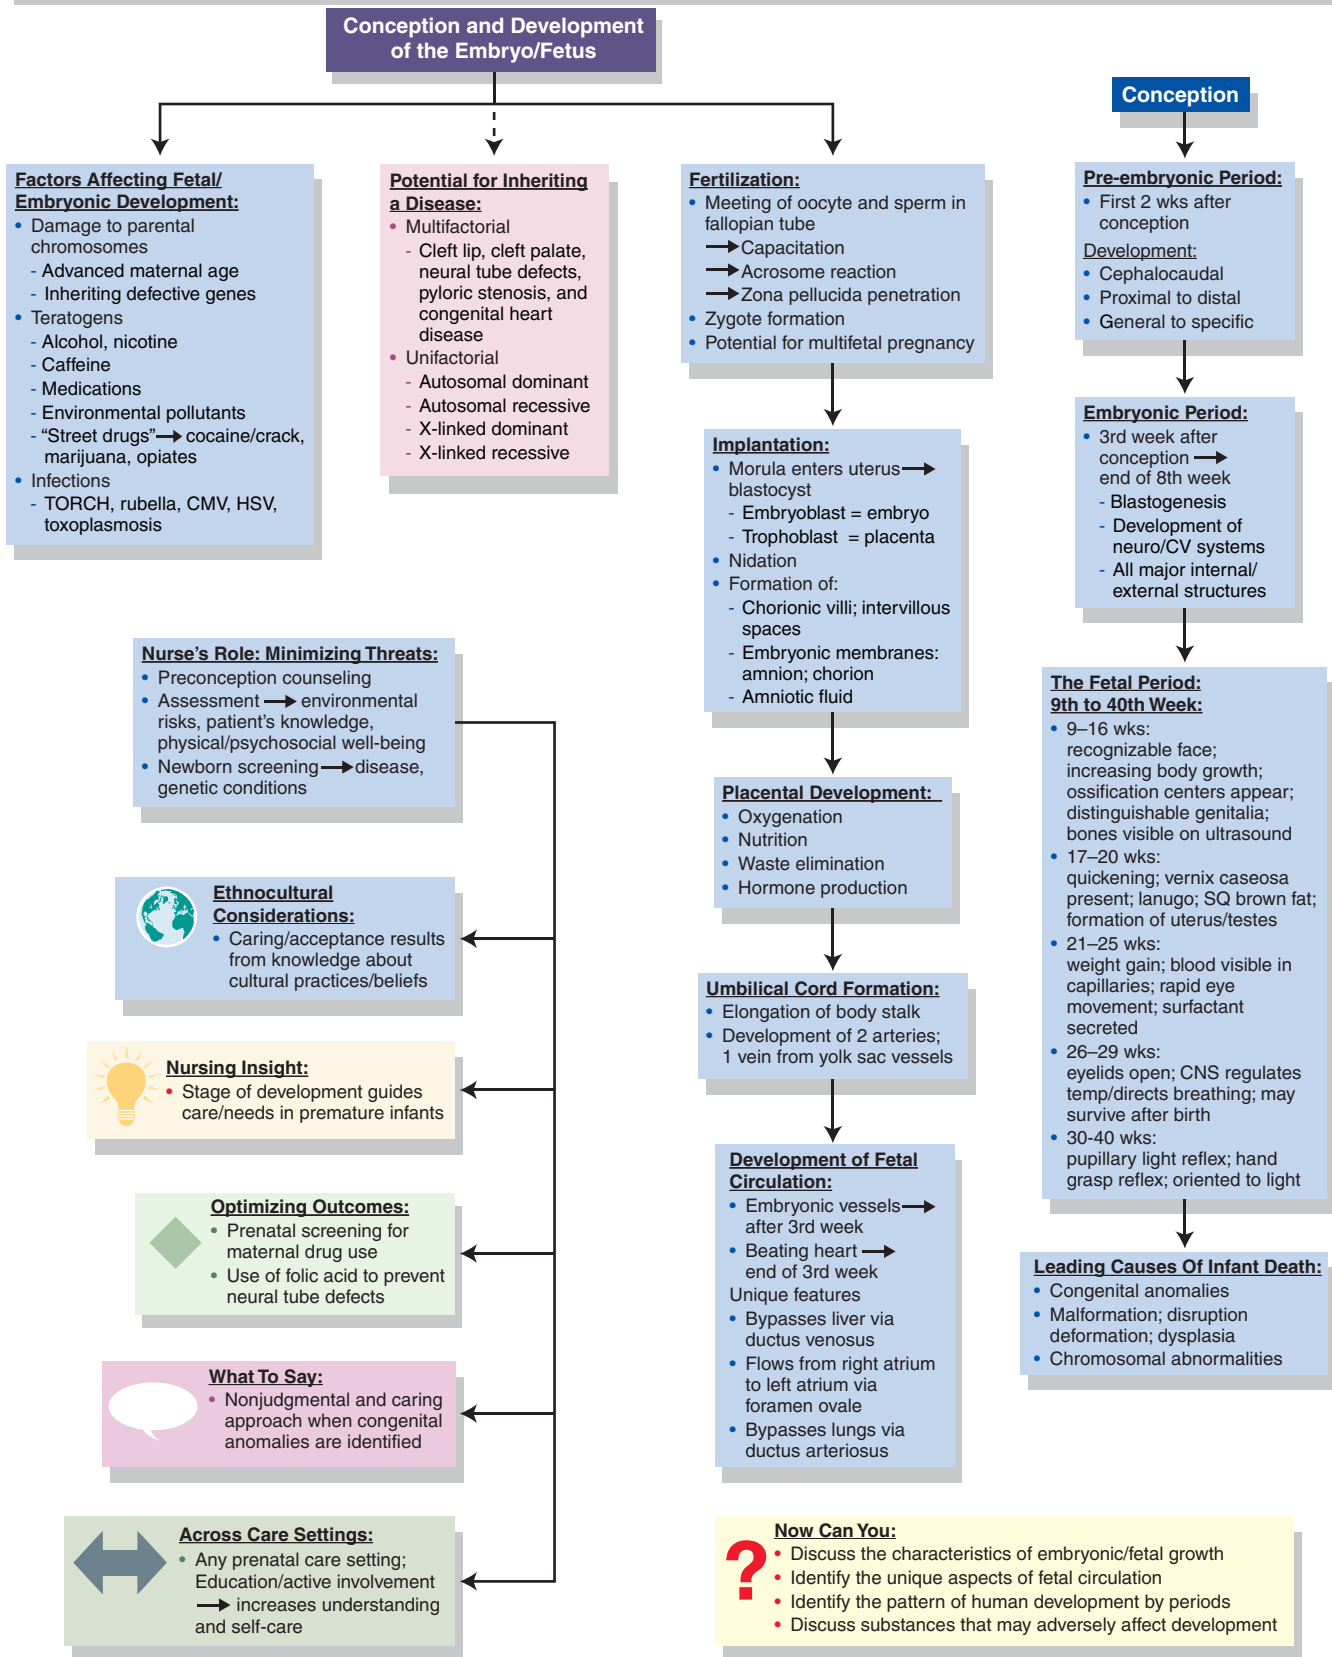 Conception and Development
of the Embryo/Fetus
Factors Affecting Fetal/
Embryonic Development:
• Damage to parental
chromosomes
- Advanced maternal age
- Inheriting defective genes
• Teratogens
- Alcohol, nicotine
- Caffeine
- Medications
- Environmental pollutants
- “Street drugs”→ cocaine/crack,
marijuana, opiates
• Infections
- TORCH, rubella, CMV, HSV,
toxoplasmosis
Potential for Inheriting
a Disease:
• Multifactorial
- Cleft lip, cleft palate,
neural tube defects,
pyloric stenosis, and
congenital heart
disease
• Unifactorial
- Autosomal dominant
- Autosomal recessive
- X-linked dominant
- X-linked recessive
Fertilization:
• Meeting of oocyte and sperm in
fallopian tube
→ Capacitation
→ Acrosome reaction
→ Zona pellucida penetration
• Zygote formation
• Potential for multifetal pregnancy
Implantation:
• Morula enters uterus→
blastocyst
- Embryoblast = embryo
- Trophoblast = placenta
• Nidation
• Formation of:
- Chorionic villi; intervillous
spaces
- Embryonic membranes:
amnion; chorion
- Amniotic fluid
Placental Development:
• Oxygenation
• Nutrition
• Waste elimination
• Hormone production
Umbilical Cord Formation:
• Elongation of body stalk
• Development of 2 arteries;
1 vein from yolk sac vessels
Development of Fetal
Circulation:
• Embryonic vessels→
after 3rd week
• Beating heart →
end of 3rd week
Unique features
• Bypasses liver via
ductus venosus
• Flows from right atrium
to left atrium via
foramen ovale
• Bypasses lungs via
ductus arteriosus
Conception
Pre-embryonic Period:
• First 2 wks after
conception
Development:
• Cephalocaudal
• Proximal to distal
• General to specific
Embryonic Period:
• 3rd week after
conception →
end of 8th week
- Blastogenesis
- Development of
neuro/CV systems
- All major internal/
external structures
The Fetal Period:
9th to 40th Week:
• 9–16 wks:
recognizable face;
increasing body growth;
ossification centers appear;
distinguishable genitalia;
bones visible on ultrasound
• 17–20 wks:
quickening; vernix caseosa
present; lanugo; SQ brown fat;
formation of uterus/testes
• 21–25 wks:
weight gain; blood visible in
capillaries; rapid eye
movement; surfactant
secreted
• 26–29 wks:
eyelids open; CNS regulates
temp/directs breathing; may
survive after birth
• 30-40 wks:
pupillary light reflex; hand
grasp reflex; oriented to light
Leading Causes Of Infant Death:
• Congenital anomalies
• Malformation; disruption
deformation; dysplasia
• Chromosomal abnormalities
Nurse’s Role: Minimizing Threats:
• Preconception counseling
• Assessment → environmental
risks, patient’s knowledge,
physical/psychosocial well-being
• Newborn screening→ disease,
genetic conditions
Ethnocultural
Considerations:
• Caring/acceptance results
from knowledge about
cultural practices/beliefs
Nursing Insight:
• Stage of development guides
care/needs in premature infants
Optimizing Outcomes:
• Prenatal screening for
maternal drug use
• Use of folic acid to prevent
neural tube defects
What To Say:
• Nonjudgmental and caring
approach when congenital
anomalies are identified
Across Care Settings:
• Any prenatal care setting;
Education/active involvement
→ increases understanding
and self-care
?
Now Can You:
• Discuss the characteristics of embryonic/fetal growth
• Identify the unique aspects of fetal circulation
• Identify the pattern of human development by periods
• Discuss substances that may adversely affect development